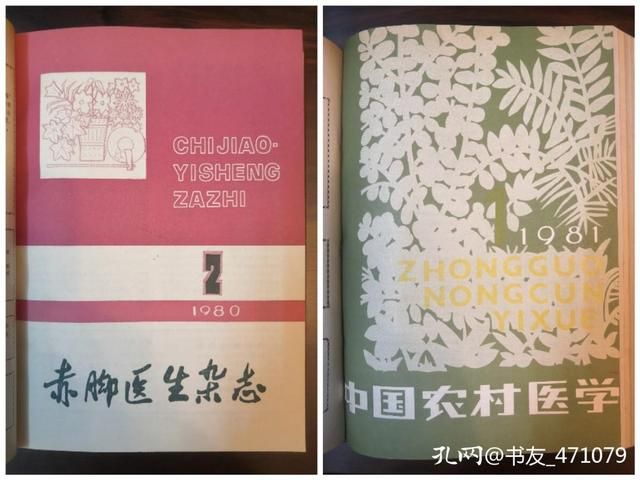 CHIJIAO-
YISHENG
ZAZHI
2
1980
赤脚医生杂志
1
1981
ZHONGGUO
NONGCUN
YIXUE
中国农村医学
孔网@书友_471079